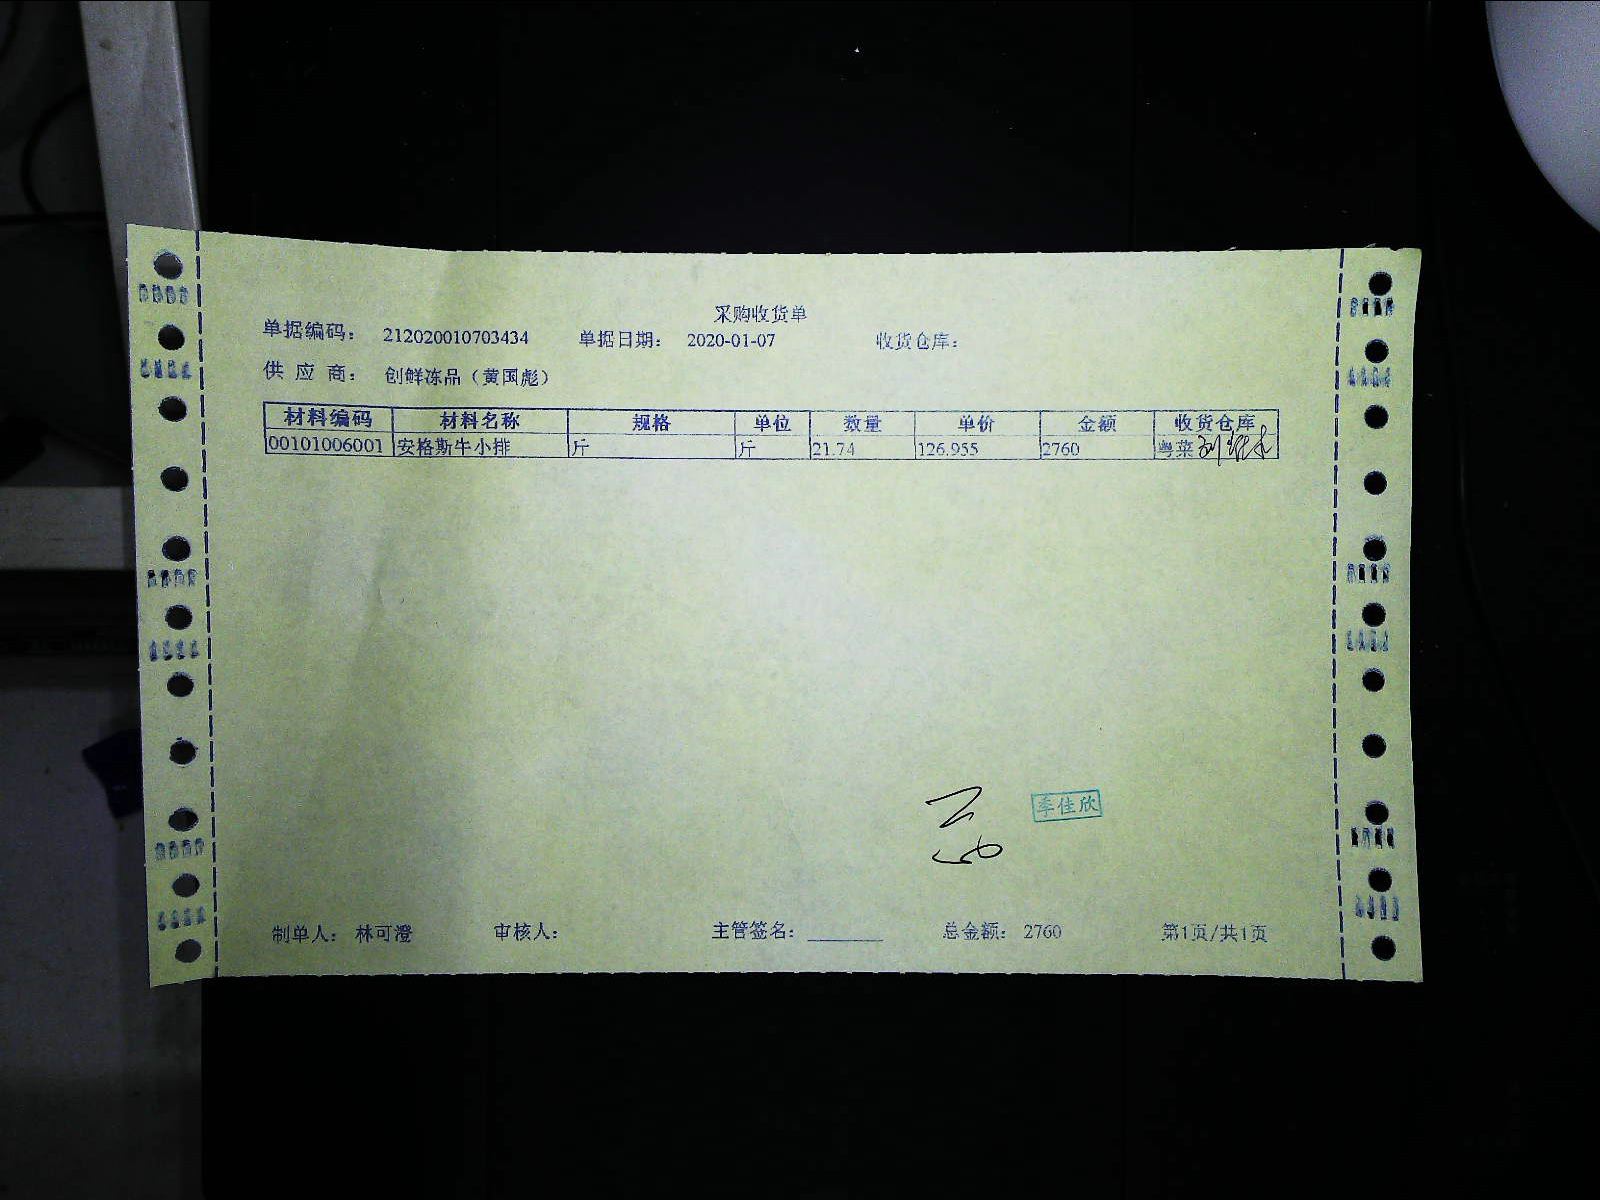 采购收货单
单据编码： 212020010703434 单据日期： 2020-01-07 收货仓库：
供 应 商： 创鲜冻品（黄国彪）
材料编码 材料名称 规格 单位 数量 单价 金额 收货仓库
00101006001 安格斯牛小排 斤 斤 21.74 126.955 2760 粤菜
季佳欣
制单人： 林可澄 审核人： 主管签名： ________ 总金额： 2760 第1页/共1页